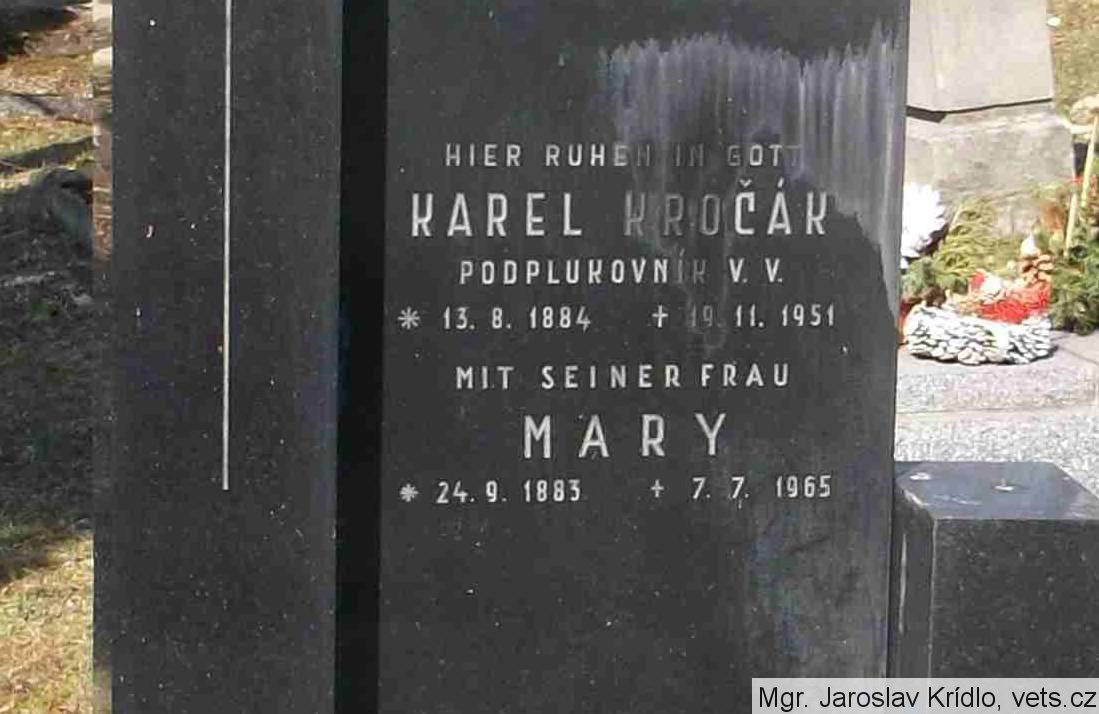 HIER RUHEN IN GOTT
KAREL KROČÁK
PODPLUKOVNÍK V. V.
* 13. 8. 1884 † 19. 11. 1951
MIT SEINER FRAU
MARY
* 24. 9. 1883 † 7. 7. 1965
Mgr. Jaroslav Krídlo, vets.cz